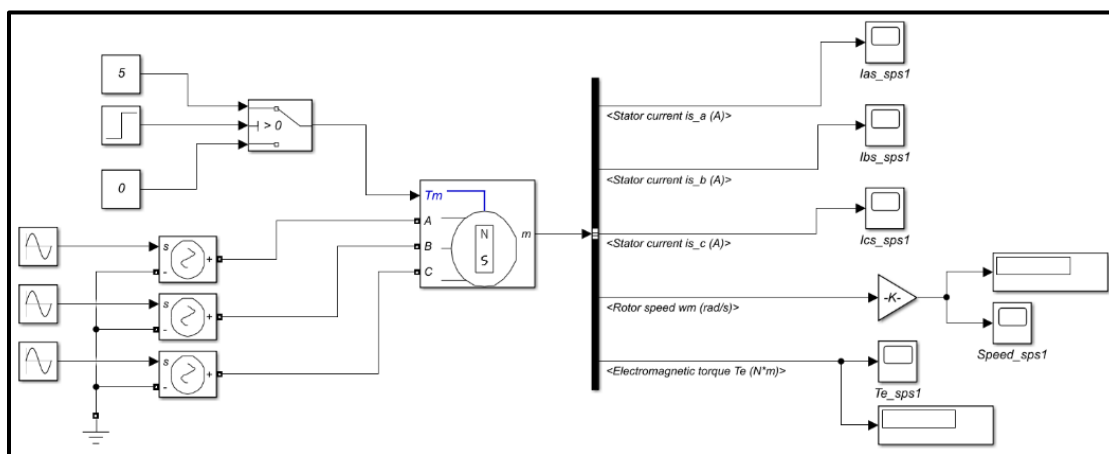 5
> 0
0
Tm
A
B
C
N
S
m
s
-
+
s
-
+
s
-
+
<Stator current is_a (A)>
Ias_sps1
<Stator current is_b (A)>
Ibs_sps1
<Stator current is_c (A)>
Ics_sps1
<Rotor speed wm (rad/s)>
-K-
Speed_sps1
<Electromagnetic torque Te (N*m)>
Te_sps1